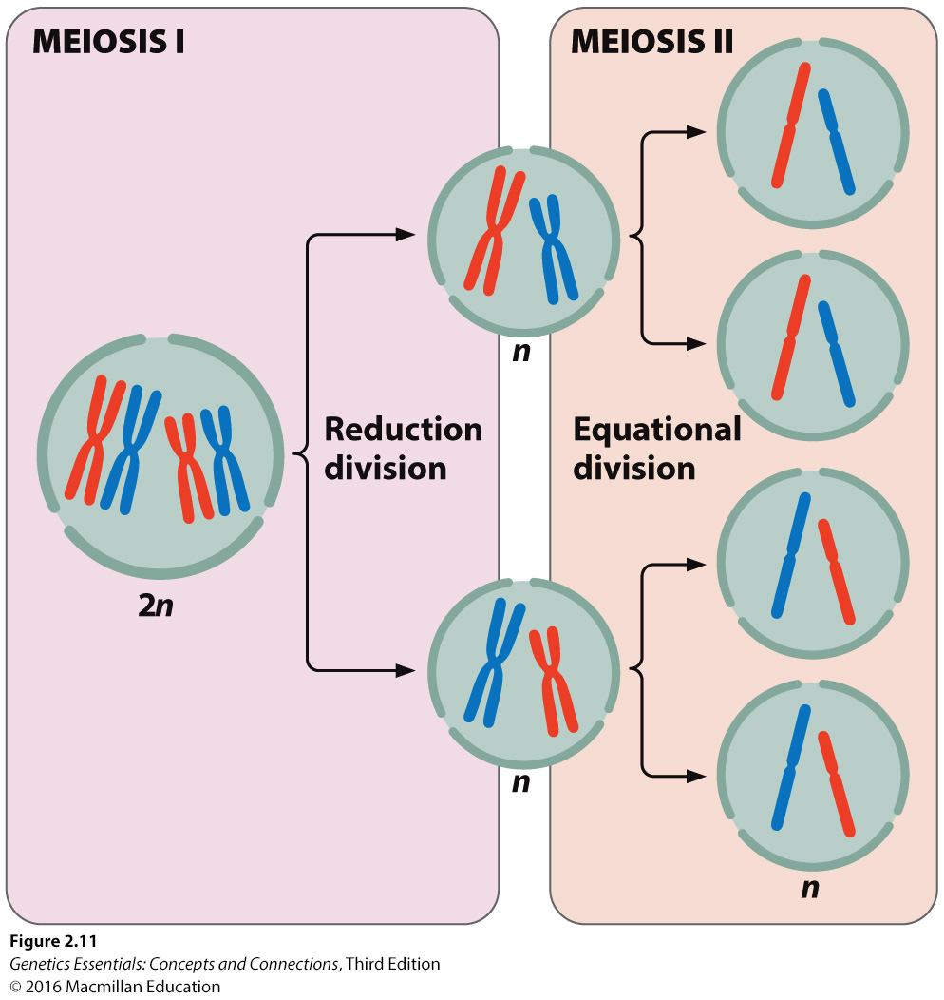 MEIOSIS I
MEIOSIS II
Reduction
division
Equational
division
2n
n
n
n
Figure 2.11
Genetics Essentials: Concepts and Connections, Third Edition
© 2016 Macmillan Education